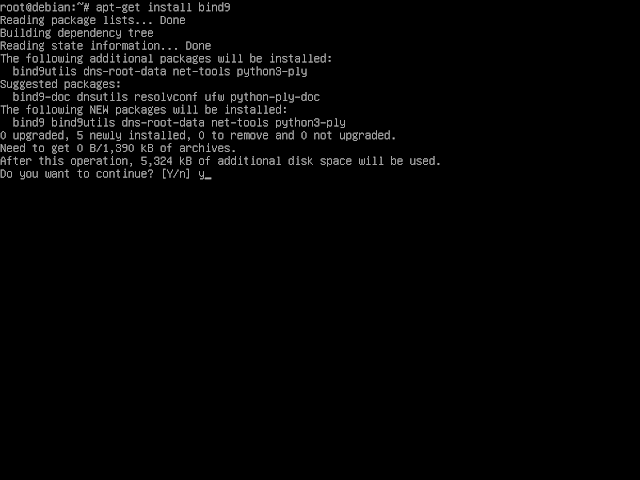 root@debian:~# apt-get install bind9
Reading package lists... Done
Building dependency tree
Reading state information... Done
The following additional packages will be installed:
  bind9utils dns-root-data net-tools python3-ply
Suggested packages:
  bind9-doc dnsutils resolvconf ufw python-ply-doc
The following NEW packages will be installed:
  bind9 bind9utils dns-root-data net-tools python3-ply
0 upgraded, 5 newly installed, 0 to remove and 0 not upgraded.
Need to get 0 B/1,390 kB of archives.
After this operation, 5,324 kB of additional disk space will be used.
Do you want to continue? [Y/n] y_